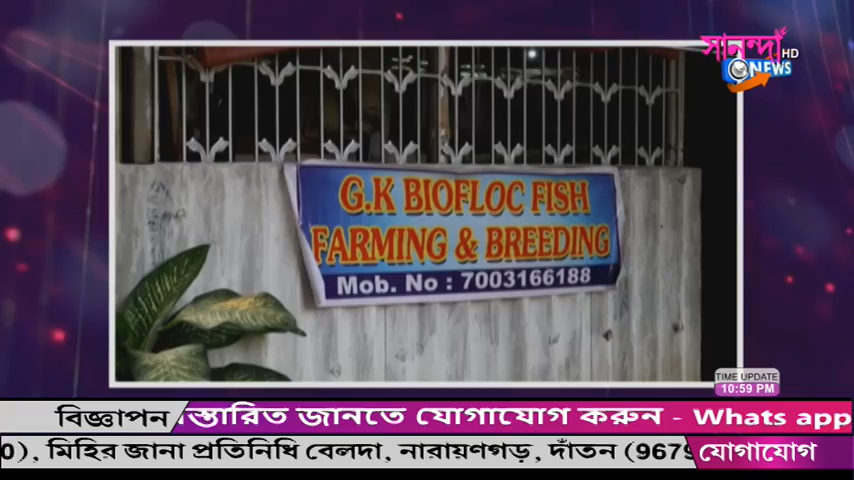 সানন্দা HD
NEWS
G.K BIOFLOC FISH
FARMING & BREEDING
Mob. No : 7003166188
TIME UPDATE
10:59 PM
বিজ্ঞাপন স্তারিত জানতে যোগাযোগ করুন - Whats app
0), মিহির জানা প্রতিনিধি বেলদা, নারায়ণগড়, দাঁতন (9679 যোগাযোগ